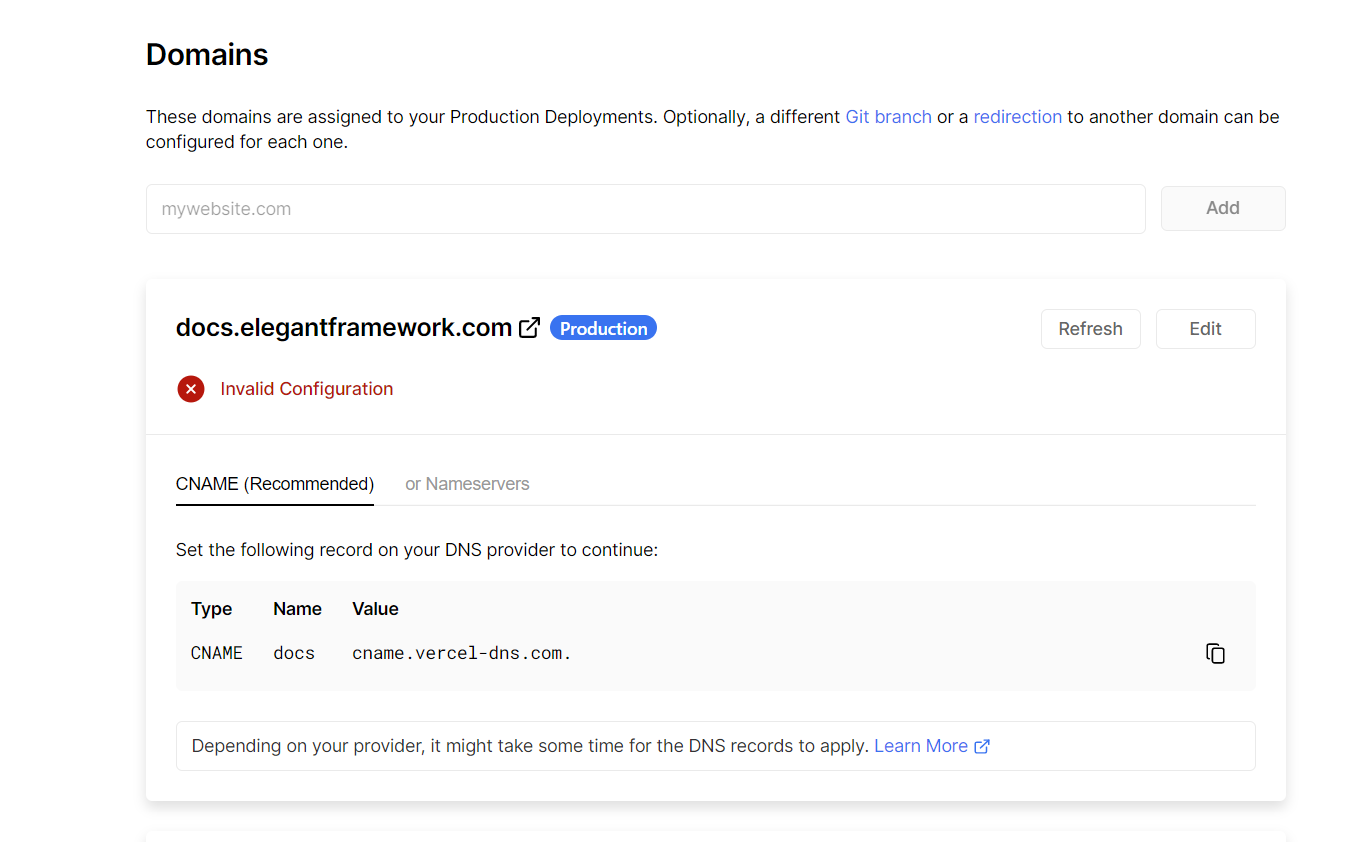 Domains
These domains are assigned to your Production Deployments. Optionally, a different Git branch or a redirection to another domain can be
configured for each one.
mywebsite.com
Add
docs.elegantframework.com Production
Refresh
Edit
Invalid Configuration
CNAME (Recommended)
or Nameservers
Set the following record on your DNS provider to continue:
Type Name Value
CNAME docs cname.vercel-dns.com.
Depending on your provider, it might take some time for the DNS records to apply. Learn More